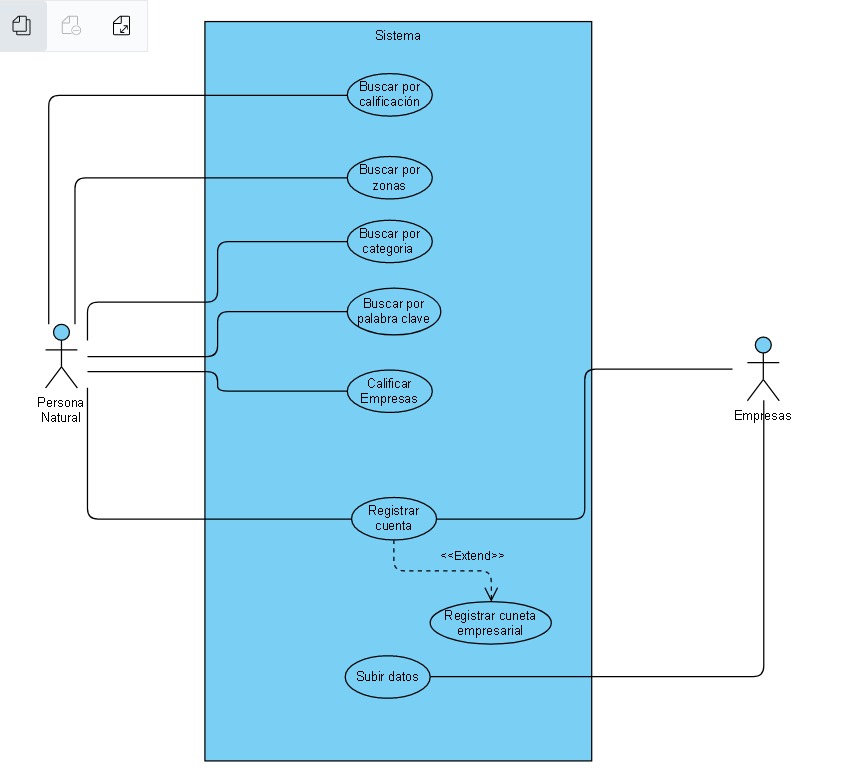 Sistema
Buscar por
calificación
Buscar por
zonas
Buscar por
categoria
Buscar por
palabra clave
Calificar
Empresas
Persona
Natural
Empresas
Registrar
cuenta
<<Extend>>
Registrar cuneta
empresarial
Subir datos